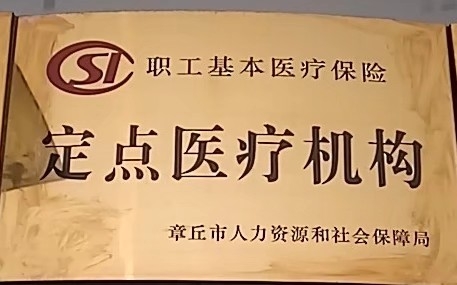 CSI 职工基本医疗保险
定点医疗机构
章丘市人力资源和社会保障局